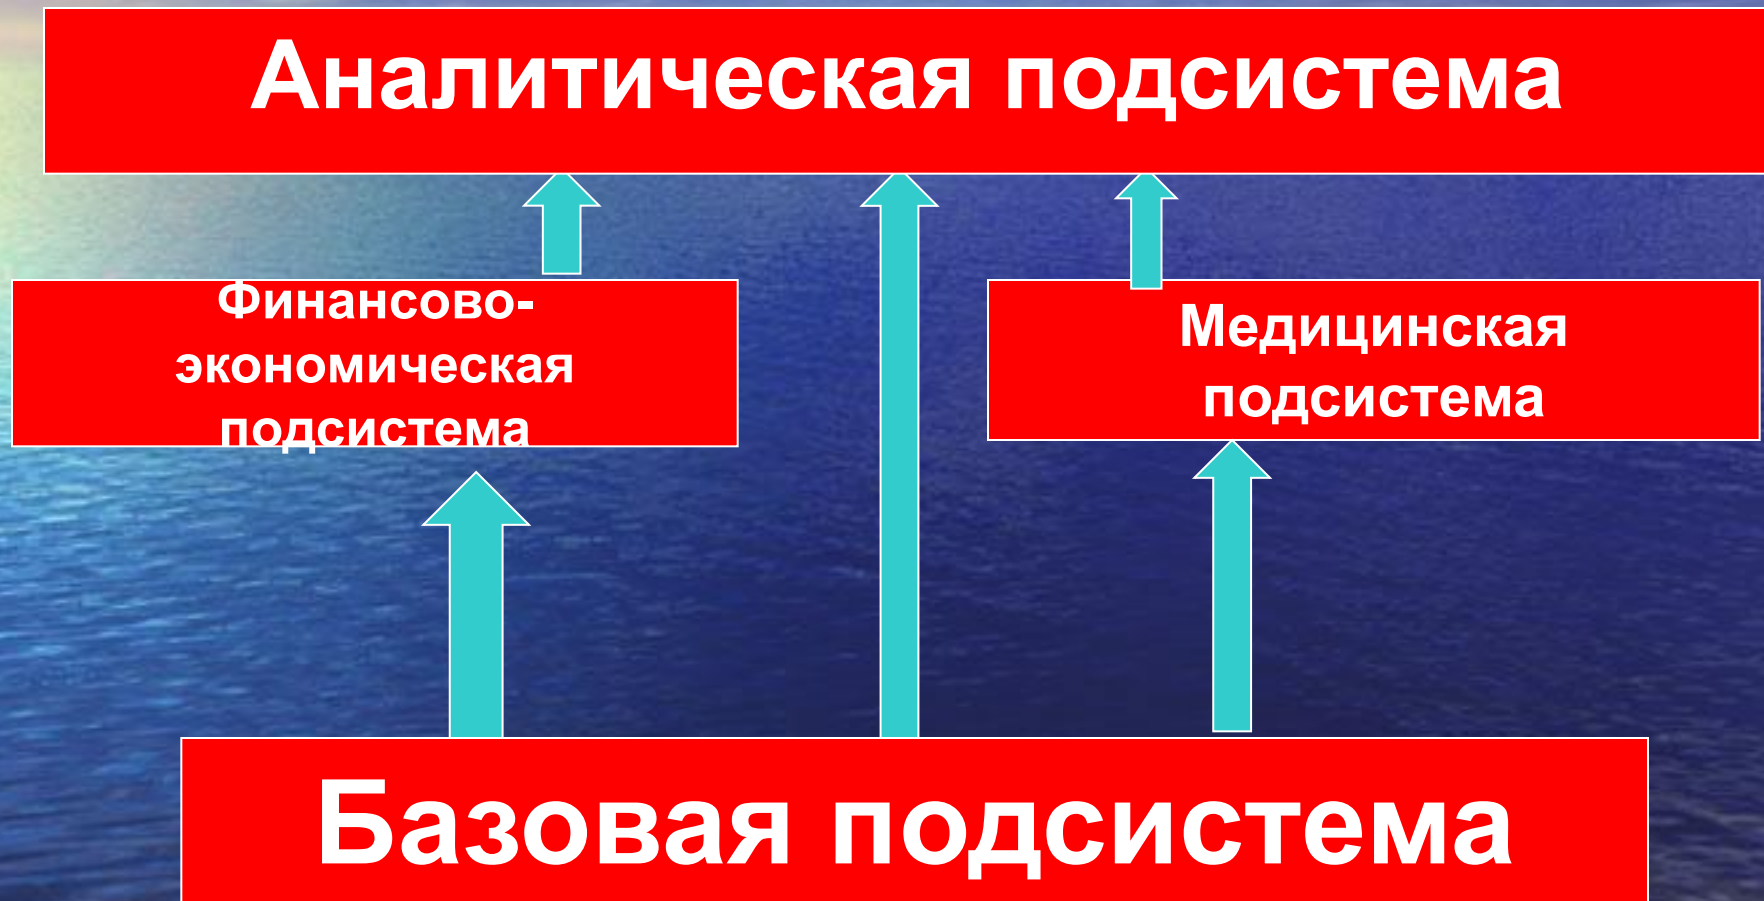 Аналитическая подсистема
Финансово-
экономическая
подсистема
Медицинская
подсистема
Базовая подсистема